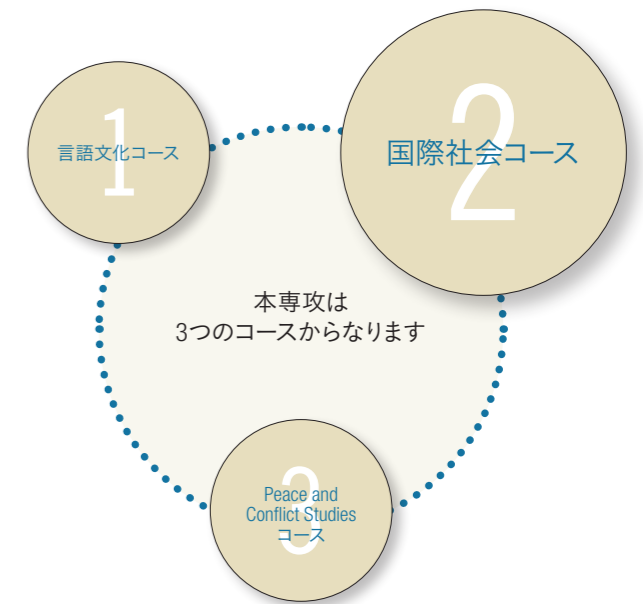 1
言語文化コース
2
国際社会コース
本専攻は
3つのコースからなります
3
Peace and
Conflict Studies
コース